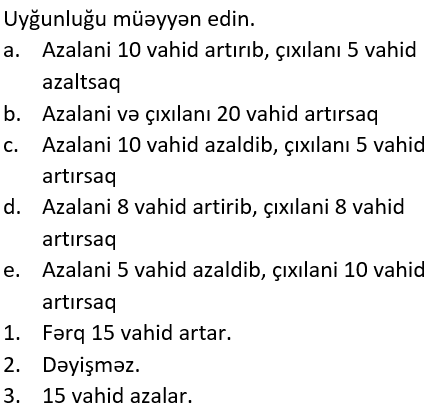 Uyğunluğu müəyyən edin.
a. Azalani 10 vahid artırıb, çıxılanı 5 vahid
azaltsaq
b. Azalani və çıxılanı 20 vahid artırsaq
c. Azalani 10 vahid azaldib, çıxılanı 5 vahid
artırsaq
d. Azalani 8 vahid artirib, çıxılani 8 vahid
artırsaq
e. Azalani 5 vahid azaldib, çıxılani 10 vahid
artırsaq
1. Fərq 15 vahid artar.
2. Dəyişməz.
3. 15 vahid azalar.